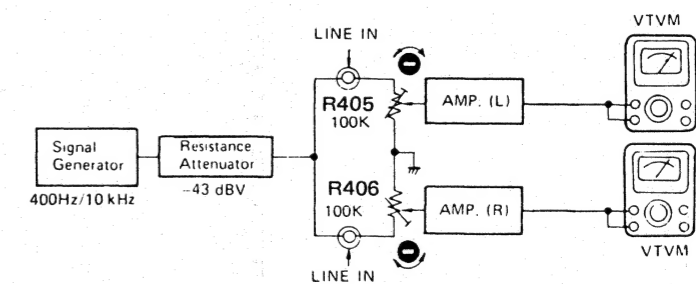 VTVM
LINE IN
R405
100K
AMP. (L)
Signal
Generator
400Hz/10 kHz
Resistance
Attenuator
-43 dBV
R406
100K
AMP. (R)
LINE IN
VTVM